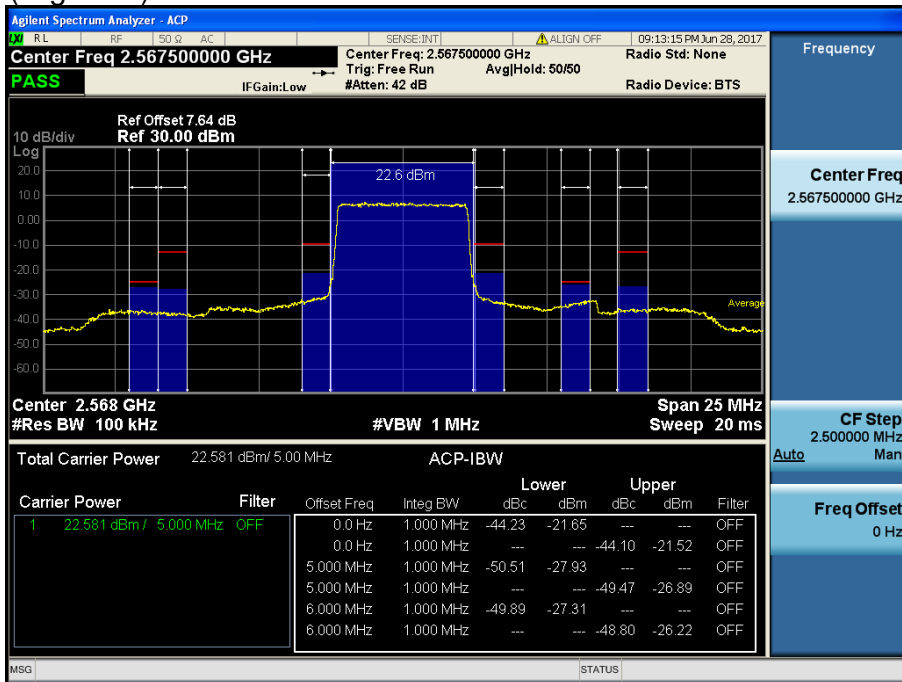 Agilent Spectrum Analyzer - ACP
LXI RL RF 50 Ω AC SENSE:INT ALIGN OFF 09:13:15 PM Jun 28, 2017
Center Freq 2.567500000 GHz
Center Freq: 2.567500000 GHz
Radio Std: None
Trig: Free Run Avg|Hold: 50/50
PASS IFGain:Low #Atten: 42 dB Radio Device: BTS
Ref Offset 7.64 dB
10 dB/div Ref 30.00 dBm
Log
20.0
10.0
0.00
-10.0
-20.0
-30.0
-40.0
-50.0
-60.0
22.6 dBm
Average
Center 2.568 GHz Span 25 MHz
#Res BW 100 kHz #VBW 1 MHz Sweep 20 ms
Total Carrier Power 22.581 dBm/ 5.00 MHz ACP-IBW
Lower Upper
Carrier Power Filter Offset Freq Integ BW dBc dBm dBc dBm Filter
1 22.581 dBm / 5.000 MHz OFF
0.0 Hz 1.000 MHz -44.23 -21.65 --- --- OFF
0.0 Hz 1.000 MHz --- --- -44.10 -21.52 OFF
5.000 MHz 1.000 MHz -50.51 -27.93 --- --- OFF
5.000 MHz 1.000 MHz --- --- -49.47 -26.89 OFF
6.000 MHz 1.000 MHz -49.89 -27.31 --- --- OFF
6.000 MHz 1.000 MHz --- --- -48.80 -26.22 OFF
MSG STATUS
Frequency
Center Freq
2.567500000 GHz
CF Step
2.500000 MHz
Auto Man
Freq Offset
0 Hz